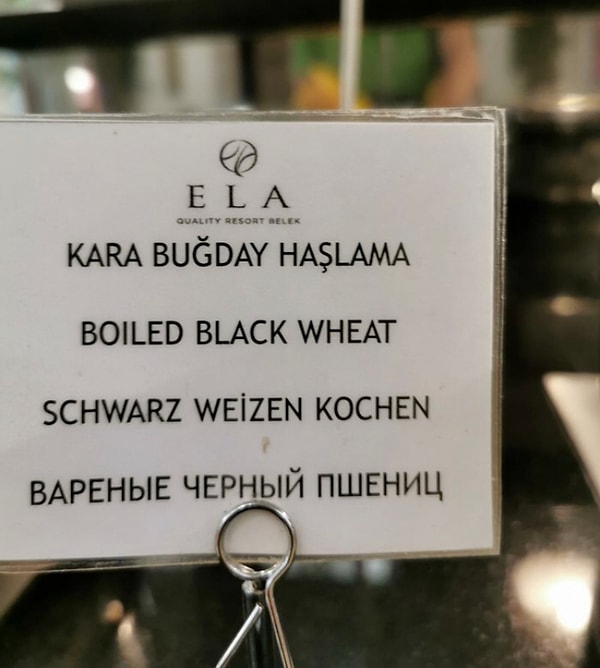 ELA
QUALITY RESORT BELEK
KARA BUĞDAY HAŞLAMA
BOILED BLACK WHEAT
SCHWARZ WEİZEN KOCHEN
ВАРЕНЫЕ ЧЕРНЫЙ ПШЕНИЦ